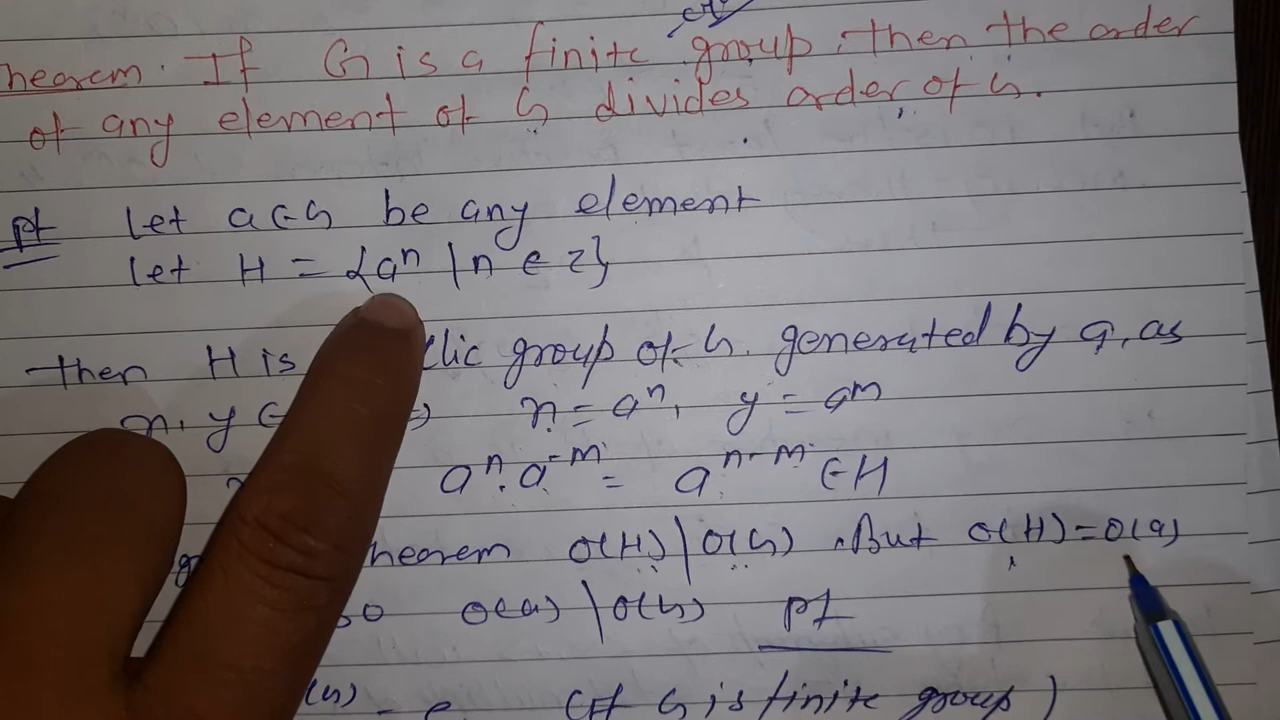 heorem. If G is a finite group, then the order
of any element of G divides order of G.
Pf Let a ∈ G be any element
Let H = {aⁿ | n ∈ z}
then H is clic group of G. generated by a, as
x, y ∈ ⇒ x = aⁿ, y = aᵐ
aⁿ. a⁻ᵐ = aⁿ⁻ᵐ ∈ H
heorem O(H) | O(G) . But O(H) = O(a)
so O(a) | O(G) Pf
(G) = e (If G is finite group)